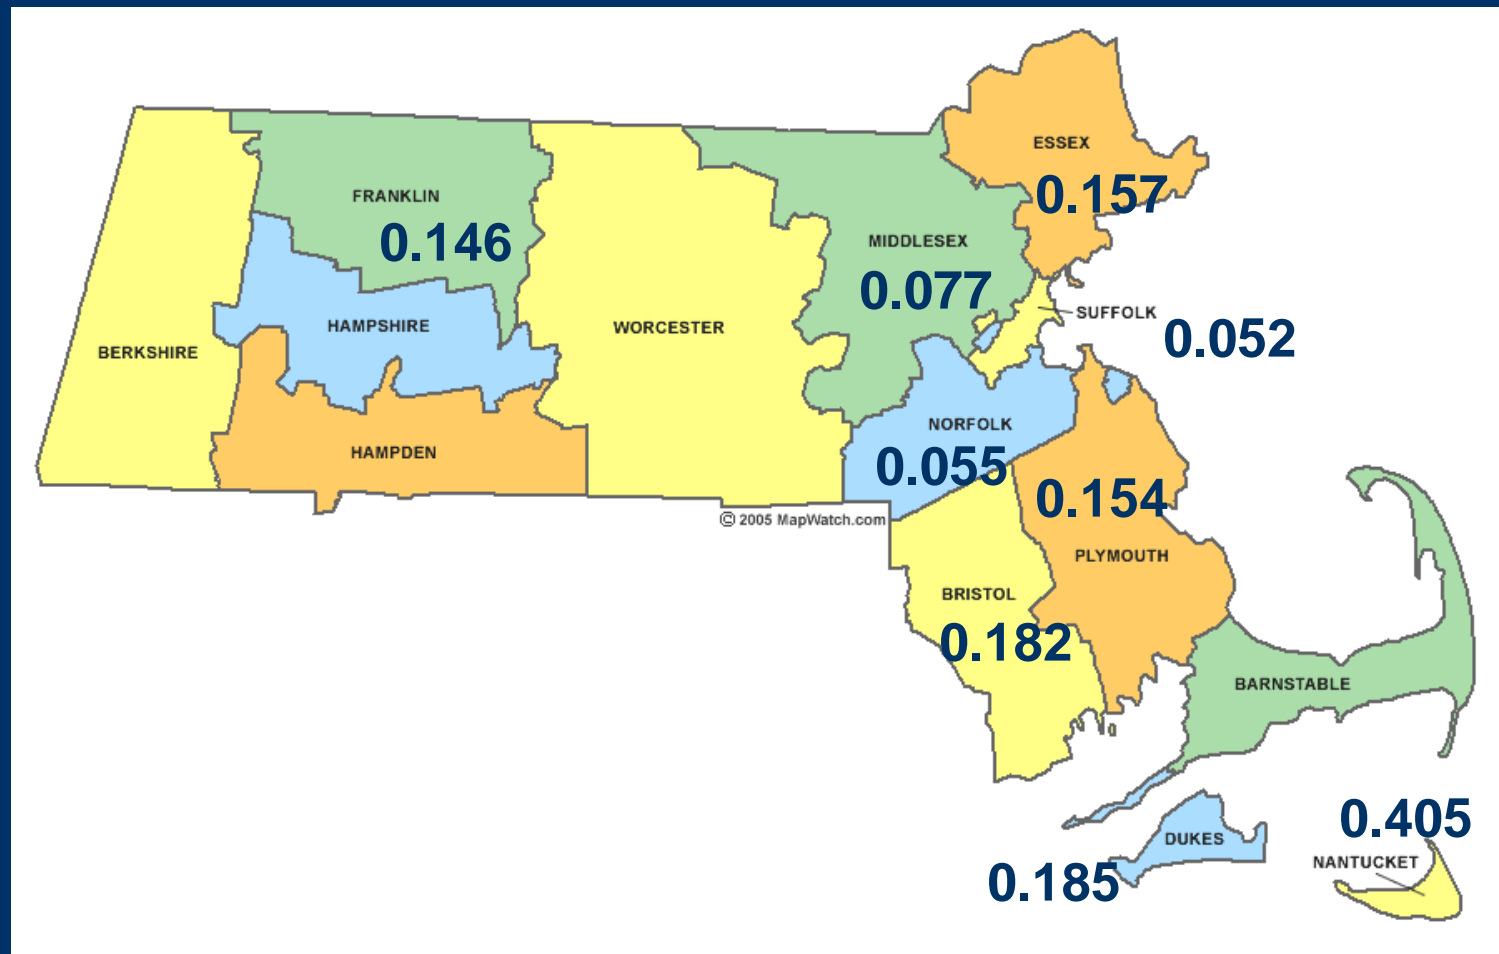 ESSEX
0.157
FRANKLIN
0.146
MIDDLESEX
0.077
SUFFOLK
0.052
HAMPSHIRE
WORCESTER
BERKSHIRE
NORFOLK
0.055
HAMPDEN
0.154
PLYMOUTH
© 2005 MapWatch.com
BRISTOL
0.182
BARNSTABLE
DUKES
0.185
0.405
NANTUCKET